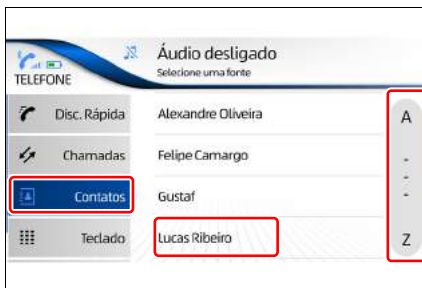 TELEFONE
Áudio desligado
Selecione uma fonte
Disc. Rápida
Alexandre Oliveira
Chamadas
Felipe Camargo
Contatos
Gustaf
Teclado
Lucas Ribeiro
A
-
-
-
Z